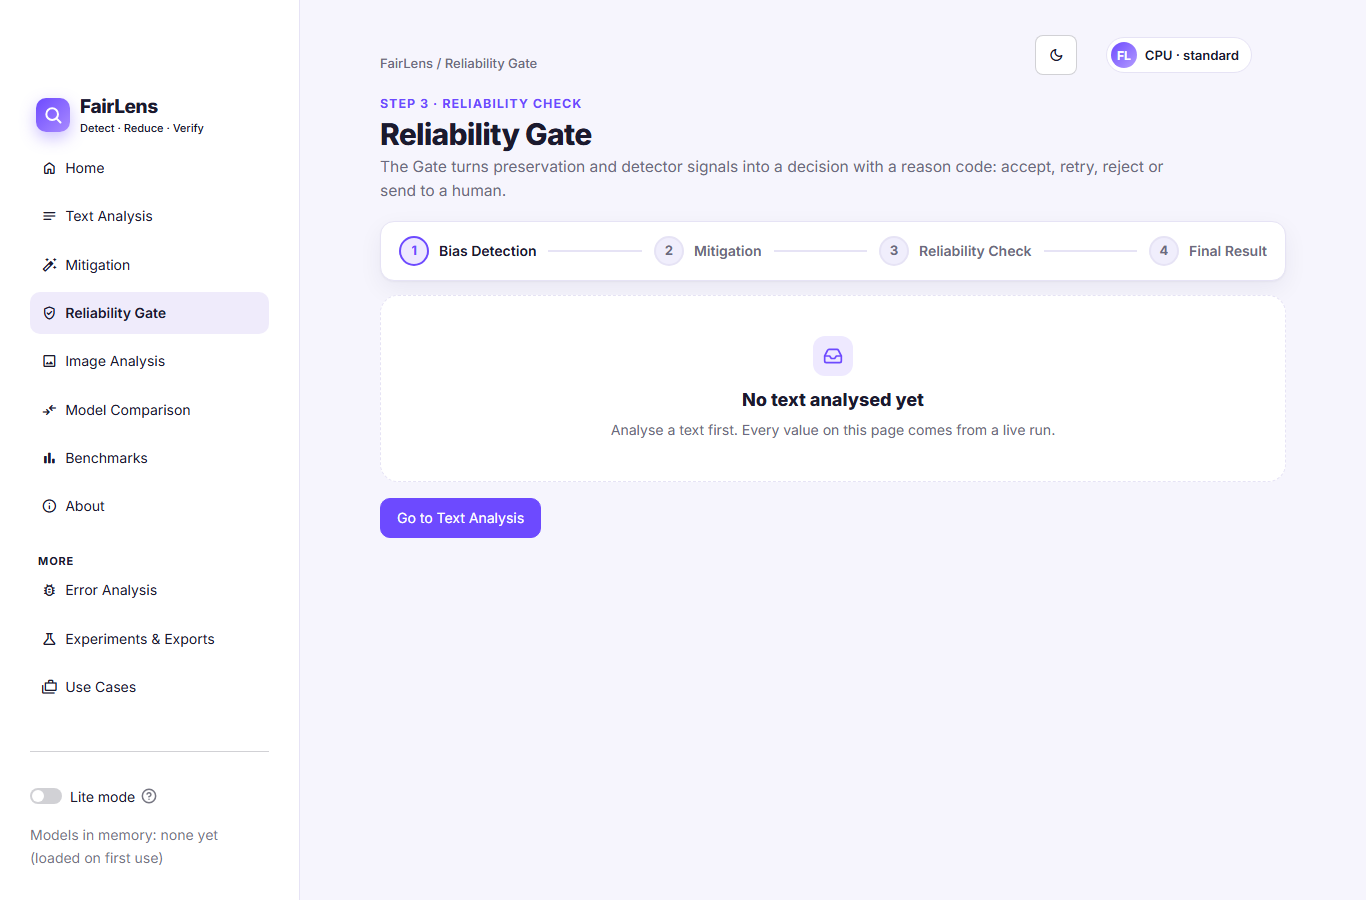 FairLens
Detect · Reduce · Verify
Home
Text Analysis
Mitigation
Reliability Gate
Image Analysis
Model Comparison
Benchmarks
About
MORE
Error Analysis
Experiments & Exports
Use Cases
Lite mode
Models in memory: none yet
(loaded on first use)
FairLens / Reliability Gate
FL CPU · standard
STEP 3 · RELIABILITY CHECK
Reliability Gate
The Gate turns preservation and detector signals into a decision with a reason code: accept, retry, reject or
send to a human.
1 Bias Detection 2 Mitigation 3 Reliability Check 4 Final Result
No text analysed yet
Analyse a text first. Every value on this page comes from a live run.
Go to Text Analysis